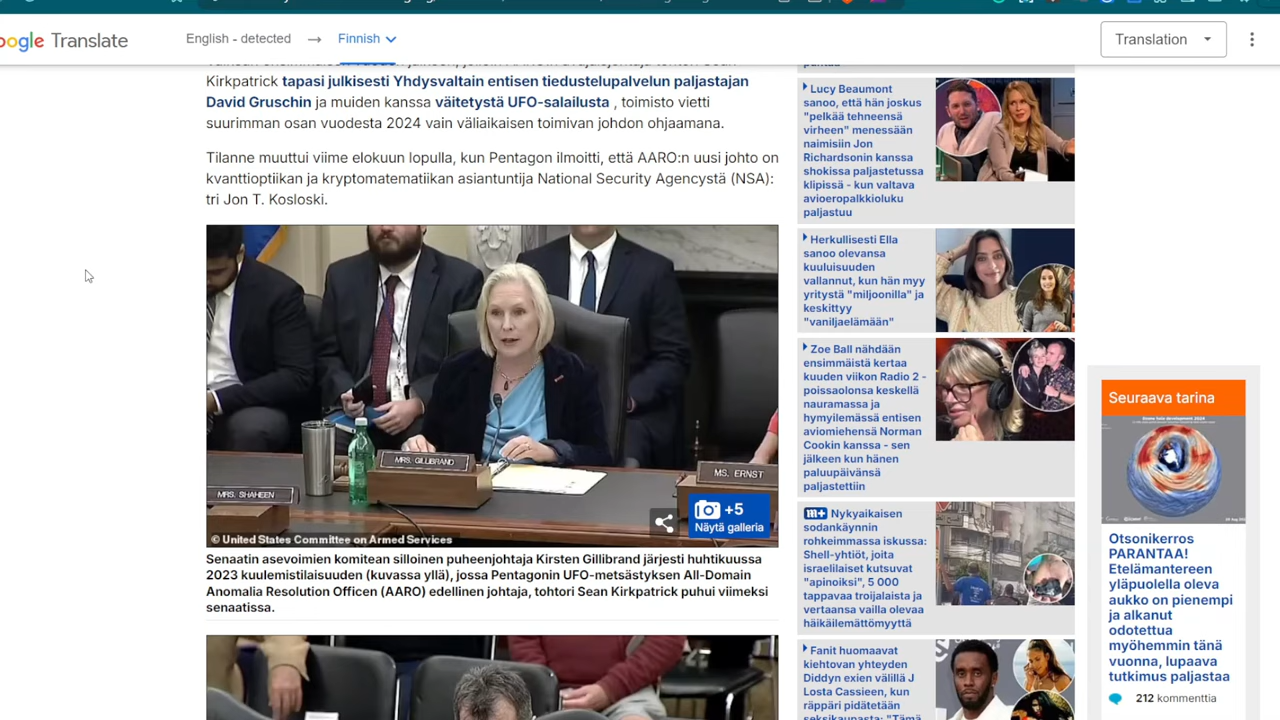 ogle Translate
English - detected
→
Finnish
Translation
Kirkpatrick tapasi julkisesti Yhdysvaltain entisen tiedustelupalvelun paljastajan
David Gruschin ja muiden kanssa väitetystä UFO-salailusta , toimisto vietti
suurimman osan vuodesta 2024 vain väliaikaisen toimivan johdon ohjaamana.
Tilanne muuttui viime elokuun lopulla, kun Pentagon ilmoitti, että AARO:n uusi johto on
kvanttioptiikan ja kryptomatematiikan asiantuntija National Security Agencystä (NSA):
tri Jon T. Kosloski.
MRS. GILLIBRAND
MS. ERNST
MRS. SHAHEEN
+5
Näytä galleria
© United States Committee on Armed Services
Senaatin asevoimien komitean silloinen puheenjohtaja Kirsten Gillibrand järjesti huhtikuussa
2023 kuulemistilaisuuden (kuvassa yllä), jossa Pentagonin UFO-metsästyksen All-Domain
Anomalia Resolution Officen (AARO) edellinen johtaja, tohtori Sean Kirkpatrick puhui viimeksi
senaatissa.
Lucy Beaumont
sanoo, että hän joskus
"pelkää tehneensä
virheen" menessään
naimisiin Jon
Richardsonin kanssa
shokissa paljastetussa
klipissä - kun valtava
avioeropalkkioluku
paljastuu
Herkullisesti Ella
sanoo olevansa
kuuluisuuden
vallannut, kun hän myy
yritystä "miljoonilla" ja
keskittyy
"vaniljaelämään"
Zoe Ball nähdään
ensimmäistä kertaa
kuuden viikon Radio 2 -
poissaolonsa keskellä
nauramassa ja
hymyilemässä entisen
aviomiehensä Norman
Cookin kanssa - sen
jälkeen kun hänen
paluupäivänsä
paljastettiin
m+ Nykyaikaisen
sodankäynnin
rohkeimmassa iskussa:
Shell-yhtiöt, joita
israelilaiset kutsuvat
"apinoiksi", 5 000
tappavaa troijalaista ja
vertaansa vailla olevaa
häikäilemättömyyttä
Fanit huomaavat
kiehtovan yhteyden
Diddyn exien välillä J
Losta Cassieen, kun
räppäri pidätetään
seksikaupasta: "Tämä
Seuraava tarina
Otsonikerros
PARANTAA!
Etelämantereen
yläpuolella oleva
aukko on pienempi
ja alkanut
odotettua
myöhemmin tänä
vuonna, lupaava
tutkimus paljastaa
212 kommenttia